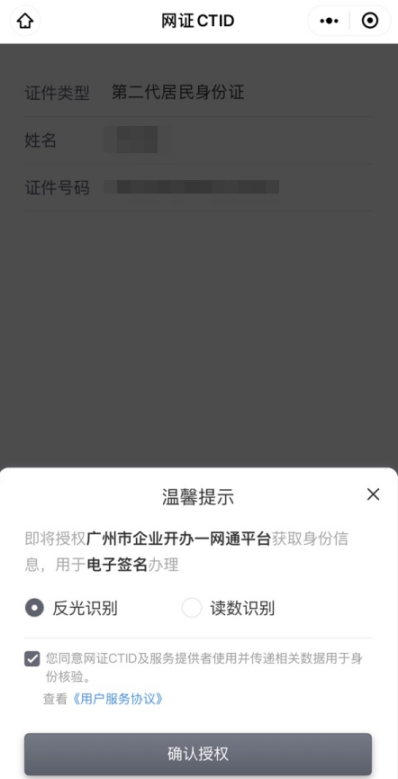 网证CTID
证件类型 第二代居民身份证
姓名
证件号码
温馨提示
即将授权广州市企业开办一网通平台获取身份信
息，用于电子签名办理
反光识别 读数识别
您同意网证CTID及服务提供者使用并传递相关数据用于身
份核验。
查看《用户服务协议》
确认授权